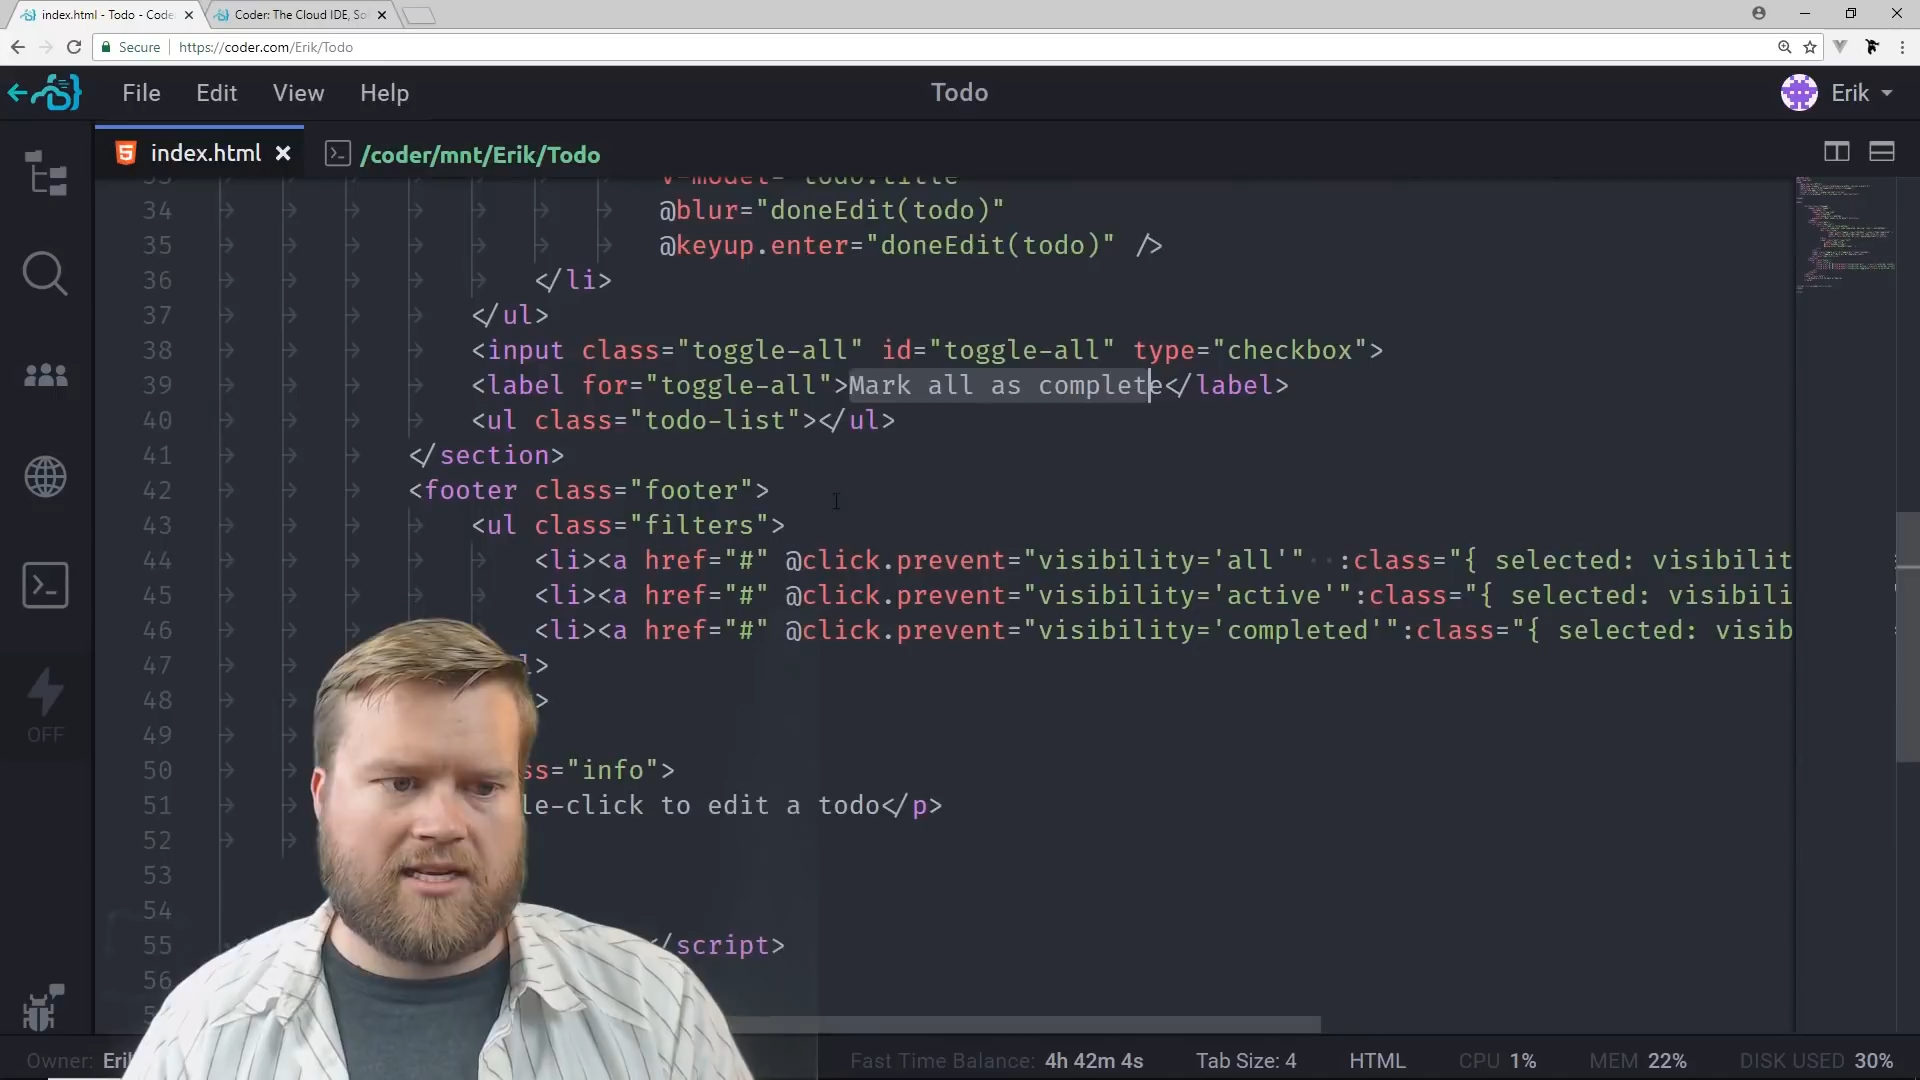 index.html - Todo - Code
Coder: The Cloud IDE, So
Secure
https://coder.com/Erik/Todo
File Edit View Help
Todo
Erik
index.html
/coder/mnt/Erik/Todo
34 @blur="doneEdit(todo)"
35 @keyup.enter="doneEdit(todo)" />
36 </li>
37 </ul>
38 <input class="toggle-all" id="toggle-all" type="checkbox">
39 <label for="toggle-all">Mark all as complete</label>
40 <ul class="todo-list"></ul>
41 </section>
42 <footer class="footer">
43 <ul class="filters">
44 <li><a href="#" @click.prevent="visibility='all'" :class="{ selected: visibilit
45 <li><a href="#" @click.prevent="visibility='active'":class="{ selected: visibili
46 <li><a href="#" @click.prevent="visibility='completed'":class="{ selected: visib
47 l>
48 >
49
50 ss="info">
51 le-click to edit a todo</p>
52
53
54
55 </script>
56
OFF
Owner: Eri
Fast Time Balance: 4h 42m 4s
Tab Size: 4
HTML
CPU 1%
MEM 22%
DISK USED 30%